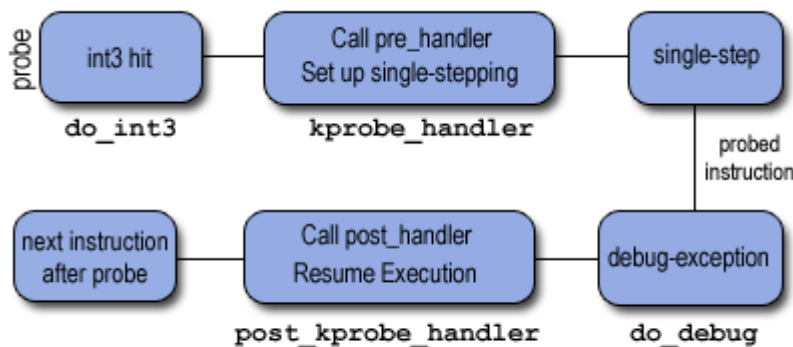 probe
int3 hit
do_int3
Call pre_handler
Set up single-stepping
kprobe_handler
single-step
probed
instruction
next instruction
after probe
Call post_handler
Resume Execution
post_kprobe_handler
debug-exception
do_debug